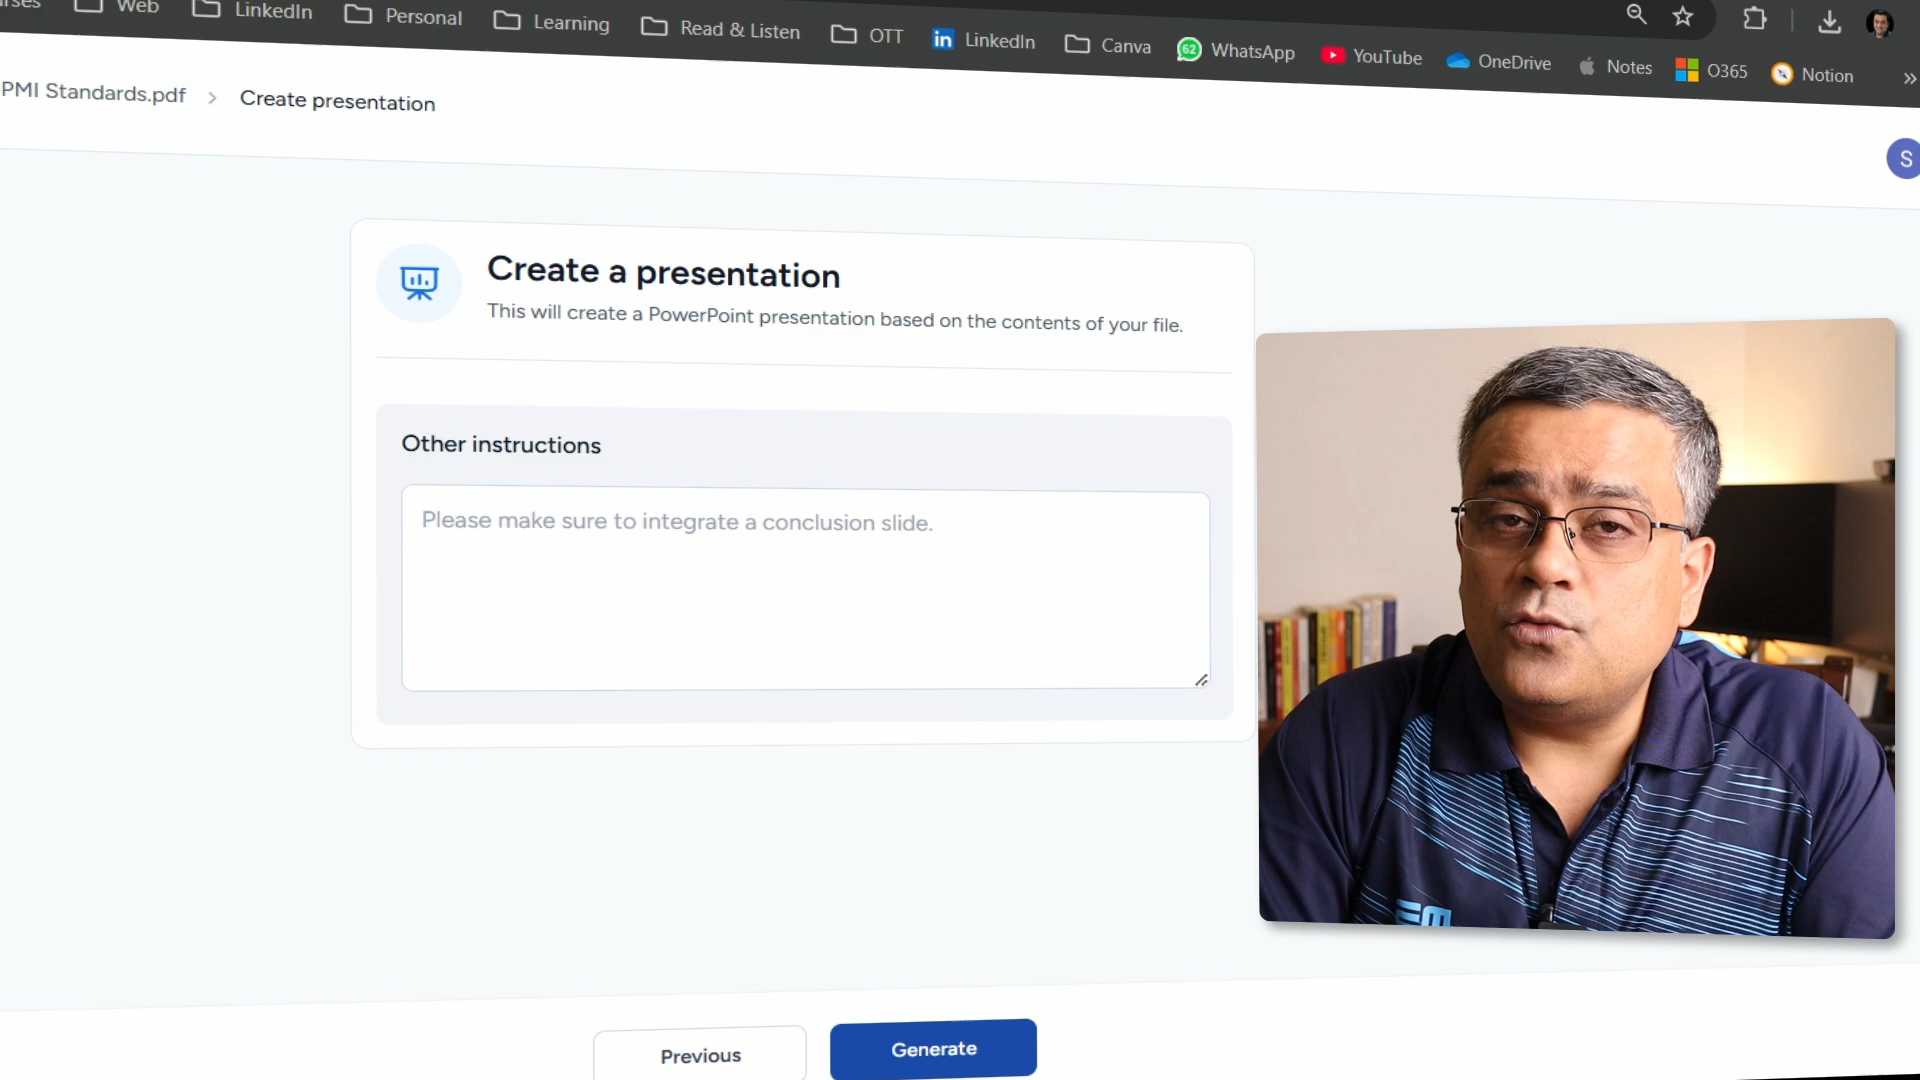 Web
LinkedIn
Personal
Learning
Read & Listen
OTT
in LinkedIn
Canva
62 WhatsApp
YouTube
OneDrive
Notes
O365
Notion
»
PMI Standards.pdf > Create presentation
S
Create a presentation
This will create a PowerPoint presentation based on the contents of your file.
Other instructions
Please make sure to integrate a conclusion slide.
Previous
Generate